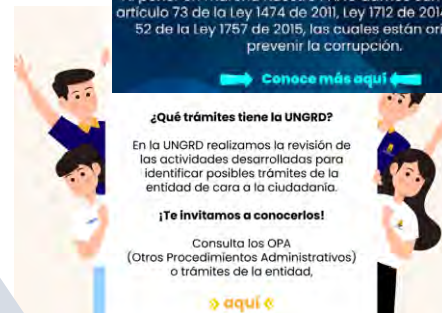 artículo 73 de la Ley 1474 de 2011, Ley 1712 de 201
52 de la Ley 1757 de 2015, las cuales están
prevenir la corrupción.
Conoce más aquí
¿Qué trámites tiene la UNGRD?
En la UNGRD realizamos la revisión de
las actividades desarrolladas para
identificar posibles trámites de la
entidad de cara a la ciudadanía.
¡Te invitamos a conocerlos!
Consulta los OPA
(Otros Procedimientos Administrativos)
o trámites de la entidad,
» aquí «